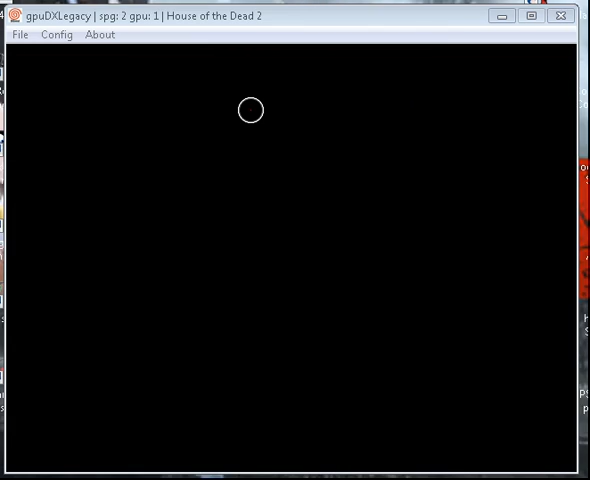 gpuDXLegacy | spg: 2 gpu: 1 | House of the Dead 2
File Config About